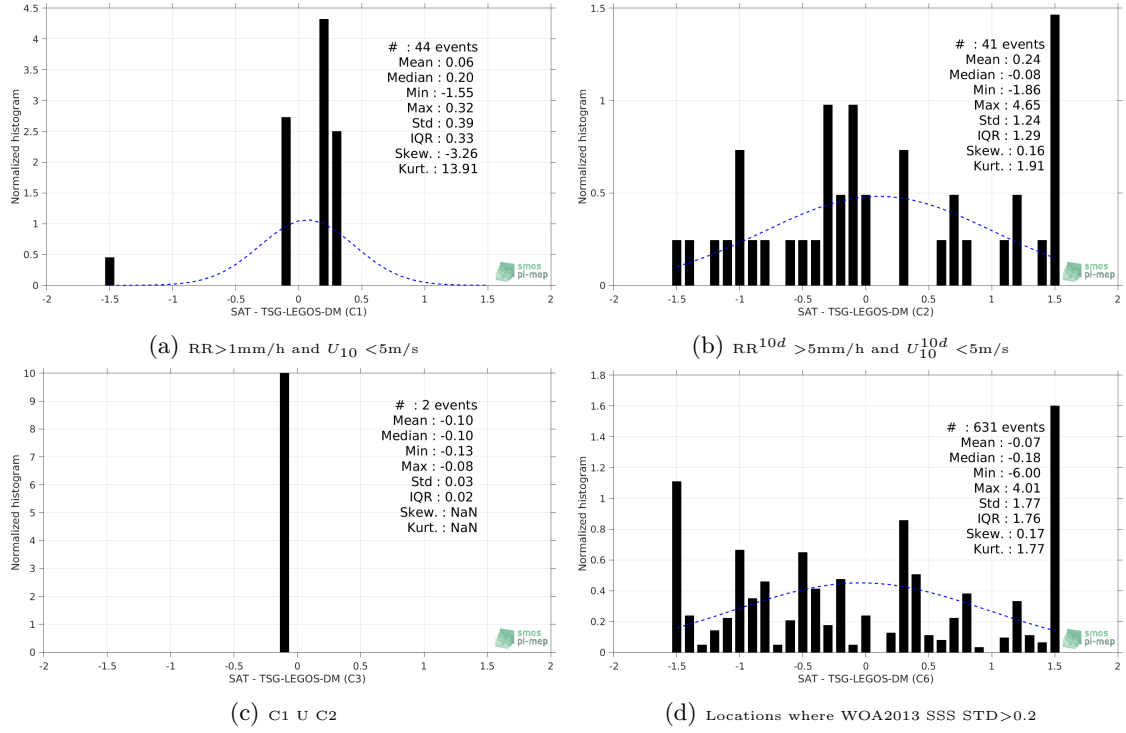 4.5
4
3.5
3
2.5
2
1.5
1
0.5
0
Normalized histogram
# : 44 events
Mean : 0.06
Median : 0.20
Min : -1.55
Max : 0.32
Std : 0.39
IQR : 0.33
Skew. : -3.26
Kurt. : 13.91
smos
pi-mep
-2 -1.5 -1 -0.5 0 0.5 1 1.5 2
SAT - TSG-LEGOS-DM (C1)
(a) RR>1mm/h and U10 <5m/s
1.5
1
0.5
0
Normalized histogram
# : 41 events
Mean : 0.24
Median : -0.08
Min : -1.86
Max : 4.65
Std : 1.24
IQR : 1.29
Skew. : 0.16
Kurt. : 1.91
smos
pi-mep
-2 -1.5 -1 -0.5 0 0.5 1 1.5 2
SAT - TSG-LEGOS-DM (C2)
(b) RR10d >5mm/h and U10 10d <5m/s
10
9
8
7
6
5
4
3
2
1
0
Normalized histogram
# : 2 events
Mean : -0.10
Median : -0.10
Min : -0.13
Max : -0.08
Std : 0.03
IQR : 0.02
Skew. : NaN
Kurt. : NaN
smos
pi-mep
-2 -1.5 -1 -0.5 0 0.5 1 1.5 2
SAT - TSG-LEGOS-DM (C3)
(c) C1 U C2
1.8
1.6
1.4
1.2
1
0.8
0.6
0.4
0.2
0
Normalized histogram
# : 631 events
Mean : -0.07
Median : -0.18
Min : -6.00
Max : 4.01
Std : 1.77
IQR : 1.76
Skew. : 0.17
Kurt. : 1.77
smos
pi-mep
-2 -1.5 -1 -0.5 0 0.5 1 1.5 2
SAT - TSG-LEGOS-DM (C6)
(d) Locations where WOA2013 SSS STD>0.2